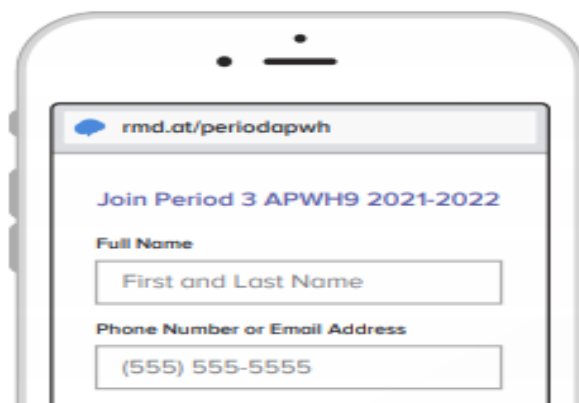 rmd.at/periodapwh
Join Period 3 APWH9 2021-2022
Full Name
First and Last Name
Phone Number or Email Address
(555) 555-5555